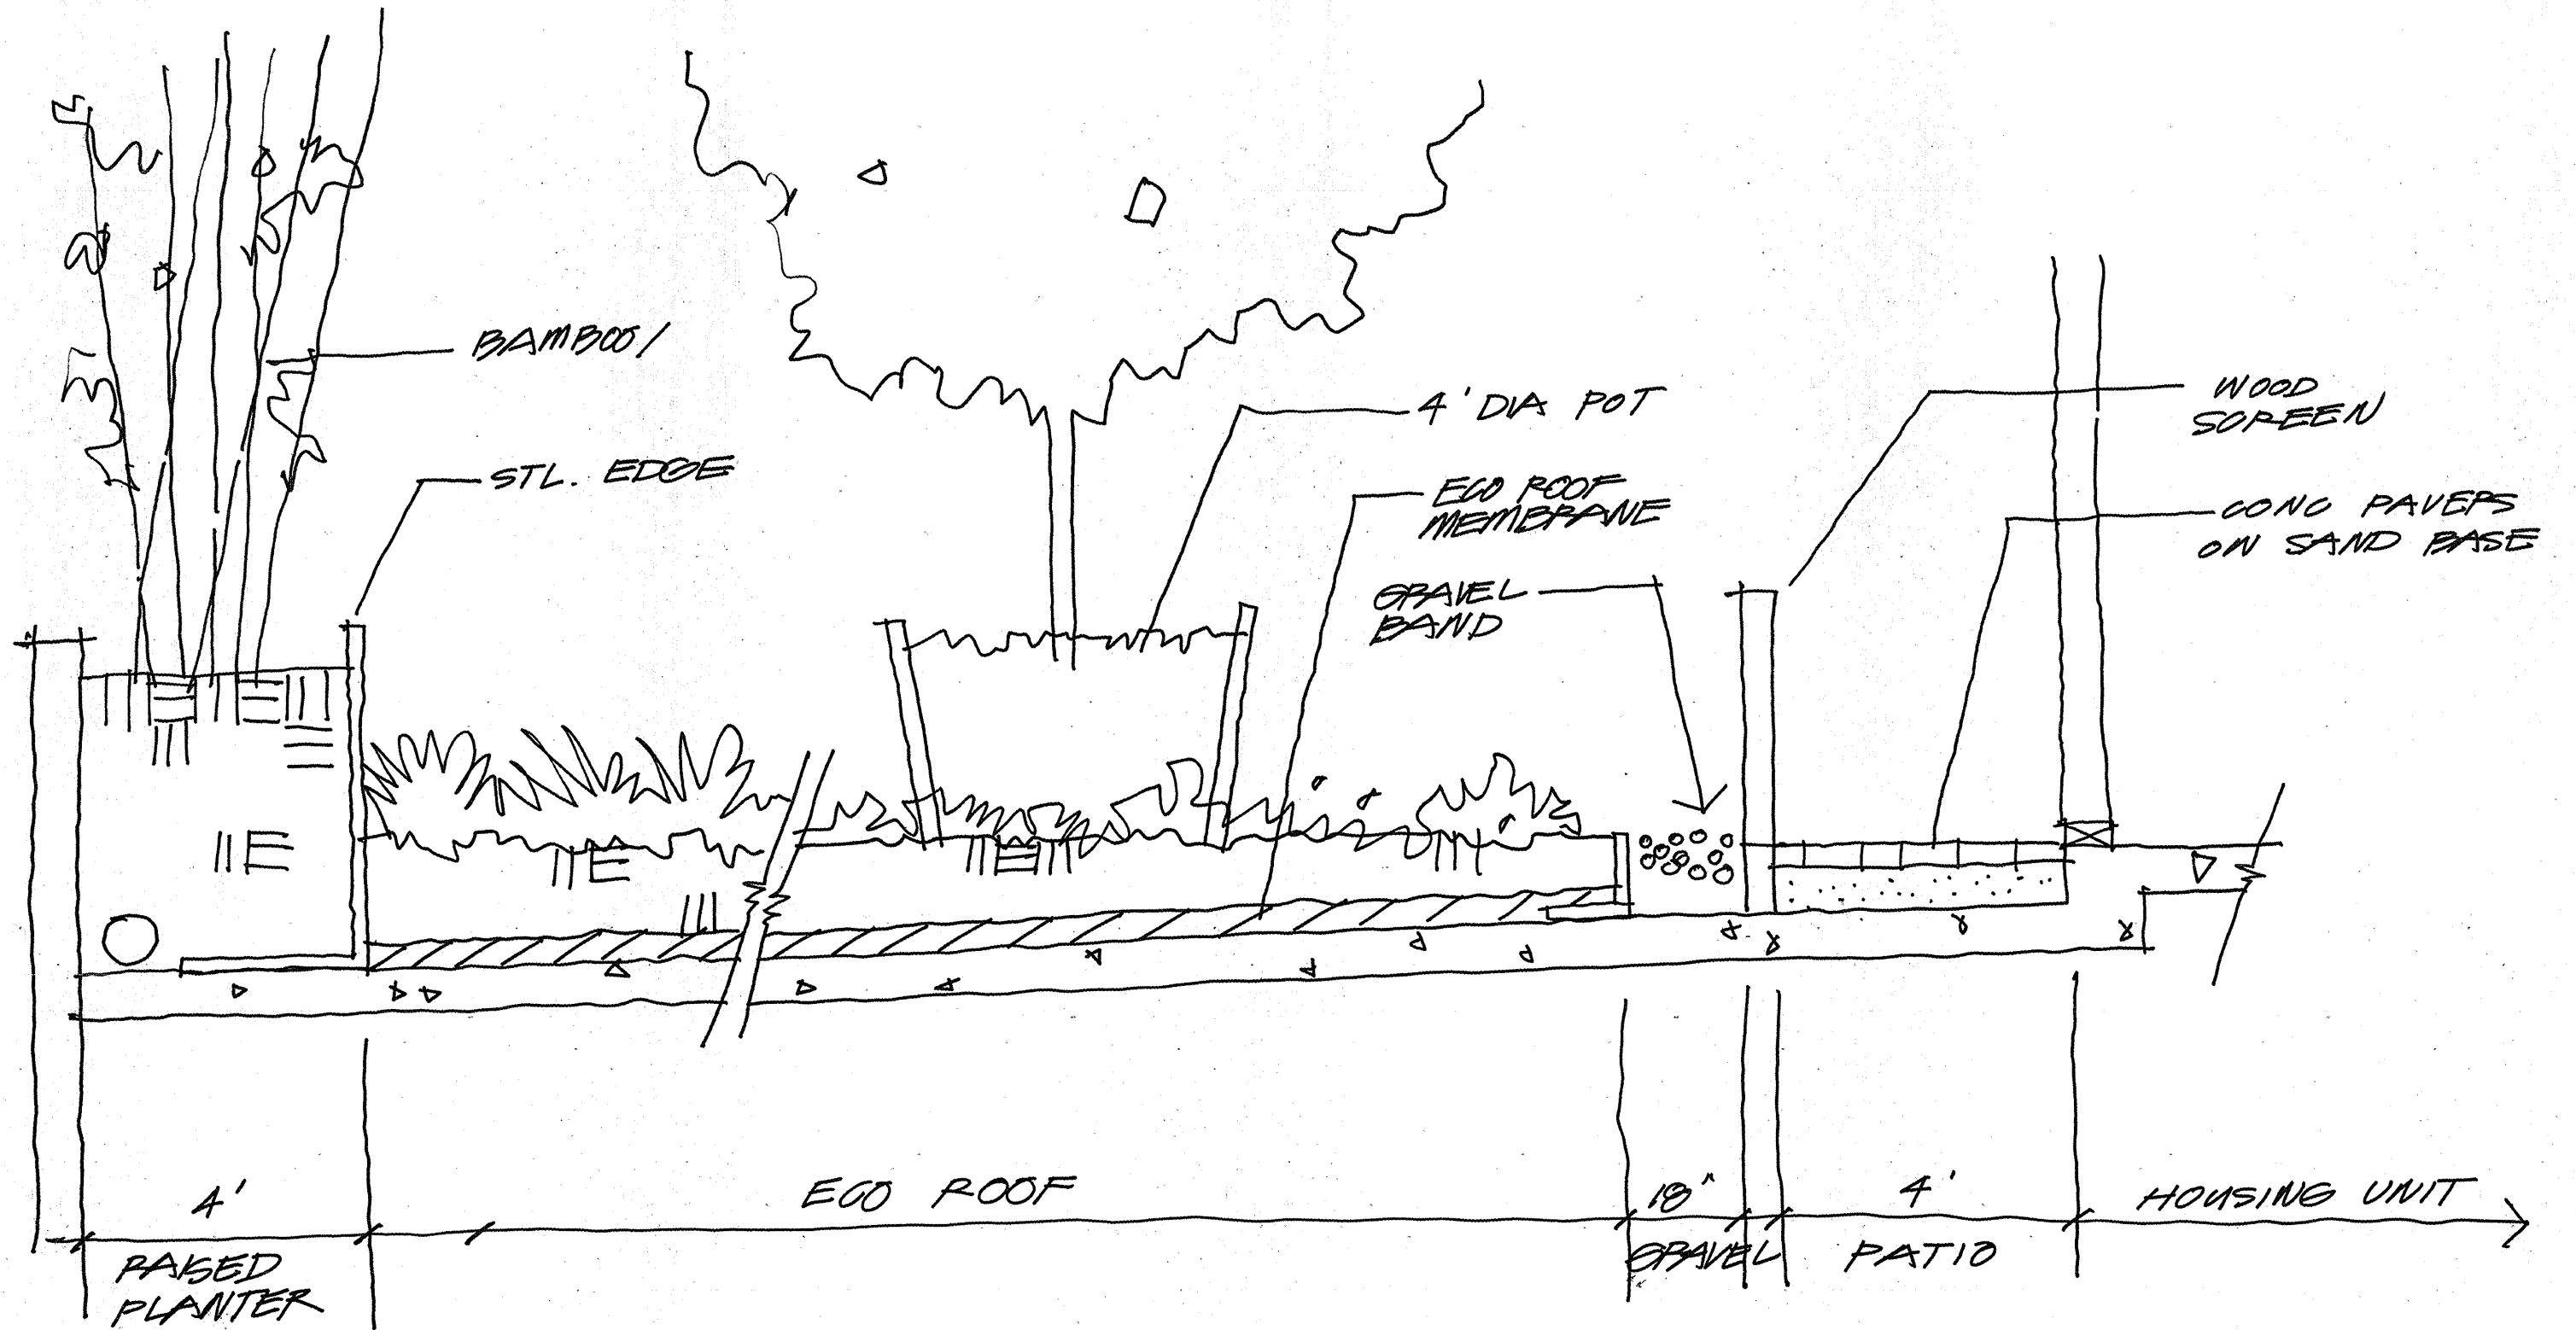 BAMBOO/
STL. EDGE
4' DIA POT
ECO ROOF
MEMBRANE
GRAVEL
BAND
WOOD
SCREEN
CONC PAVERS
ON SAND BASE
4'
ECO ROOF
18"
4'
HOUSING UNIT
RAISED
PLANTER
GRAVEL
PATIO